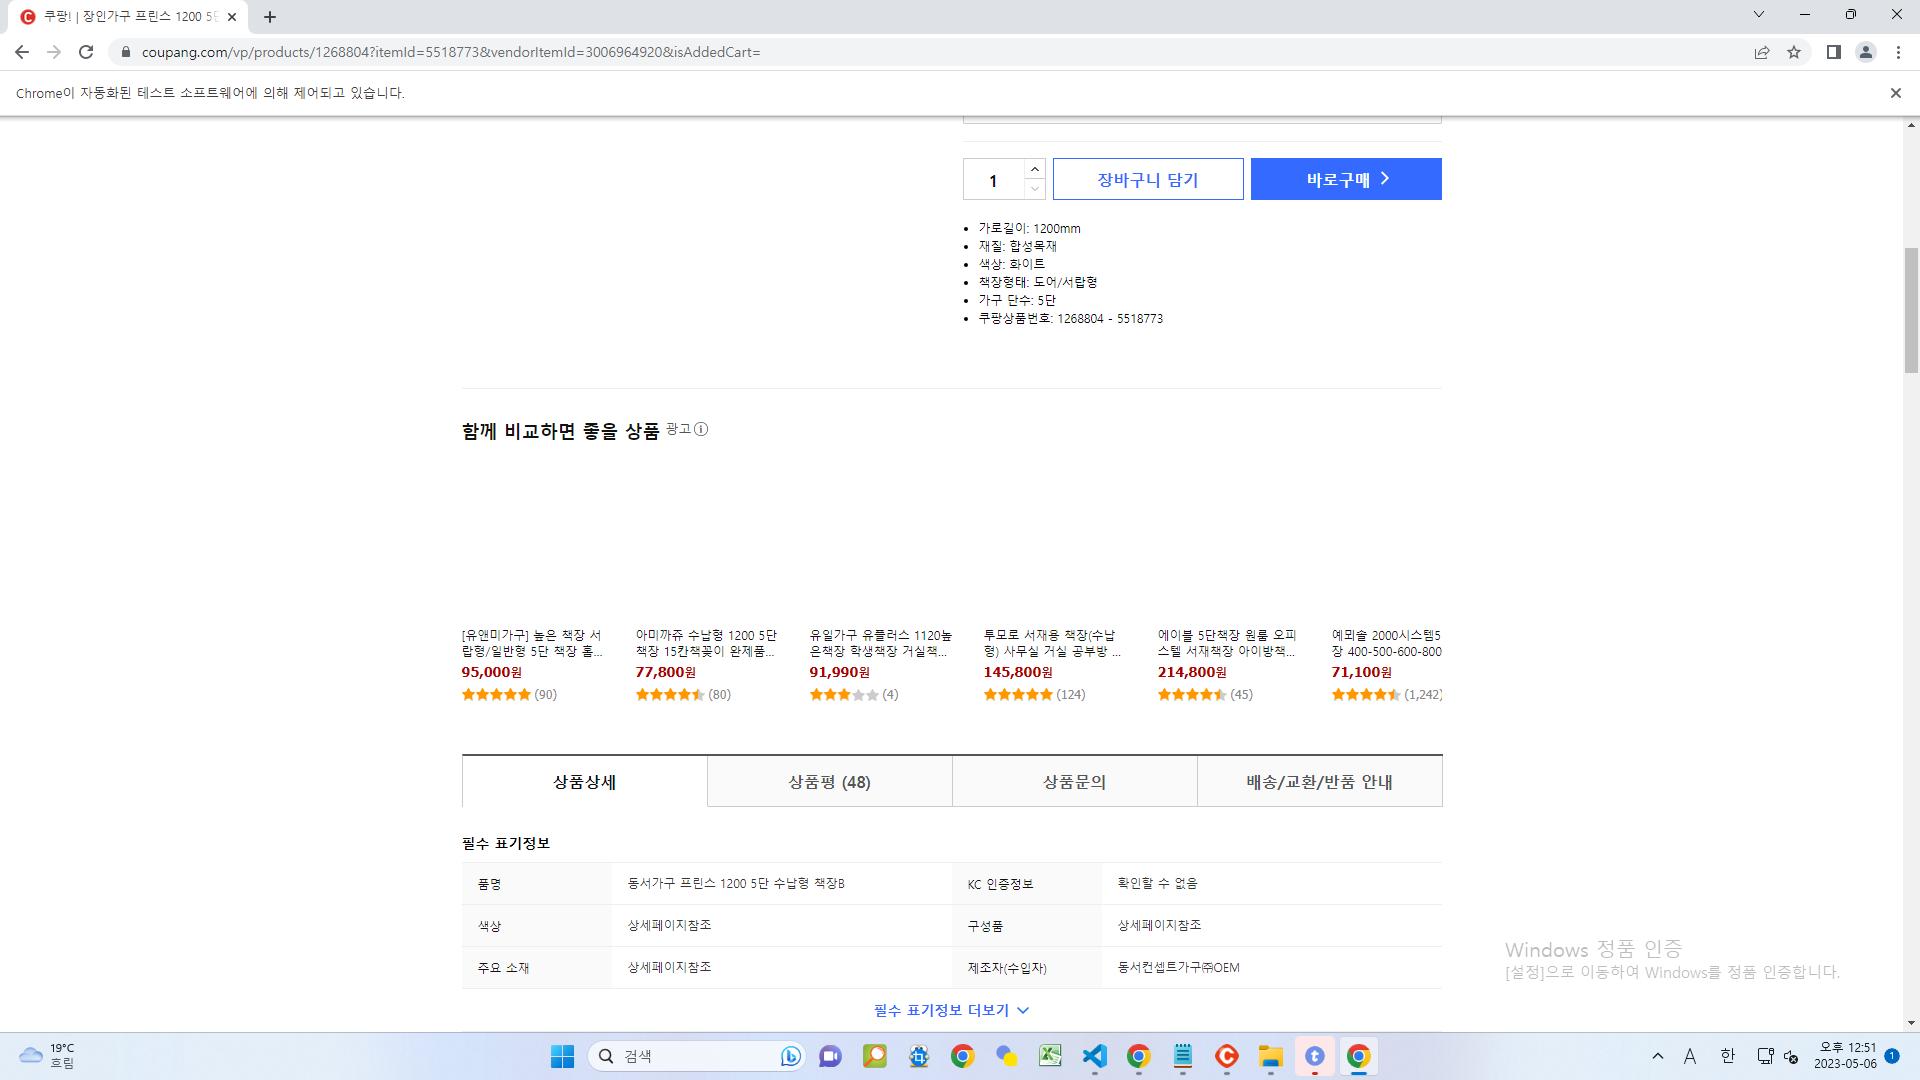 쿠팡! | 장인가구 프린스 1200 5단
coupang.com/vp/products/1268804?itemId=5518773&vendorItemId=3006964920&isAddedCart=
Chrome이 자동화된 테스트 소프트웨어에 의해 제어되고 있습니다.
1
장바구니 담기
바로구매
가로길이: 1200mm
재질: 합성목재
색상: 화이트
책장형태: 도어/서랍형
가구 단수: 5단
쿠팡상품번호: 1268804 - 5518773
함께 비교하면 좋을 상품 광고
[유앤미가구] 높은 책장 서
랍형/일반형 5단 책장 홈...
95,000원
(90)
아미까쥬 수납형 1200 5단
책장 15칸책꽂이 완제품...
77,800원
(80)
유일가구 유플러스 1120높
은책장 학생책장 거실책...
91,990원
(4)
투모로 서재용 책장(수납
형) 사무실 거실 공부방 ...
145,800원
(124)
에이블 5단책장 원룸 오피
스텔 서재책장 아이방책...
214,800원
(45)
예뫼솔 2000시스템5
장 400-500-600-800
71,100원
(1,242)
상품상세
상품평 (48)
상품문의
배송/교환/반품 안내
필수 표기정보
품명
동서가구 프린스 1200 5단 수납형 책장B
KC 인증정보
확인할 수 없음
색상
상세페이지참조
구성품
상세페이지참조
주요 소재
상세페이지참조
제조자(수입자)
동서컨셉트가구㈜OEM
필수 표기정보 더보기
Windows 정품 인증
[설정]으로 이동하여 Windows를 정품 인증합니다.
19°C
흐림
검색
A
한
오후 12:51
2023-05-06
1